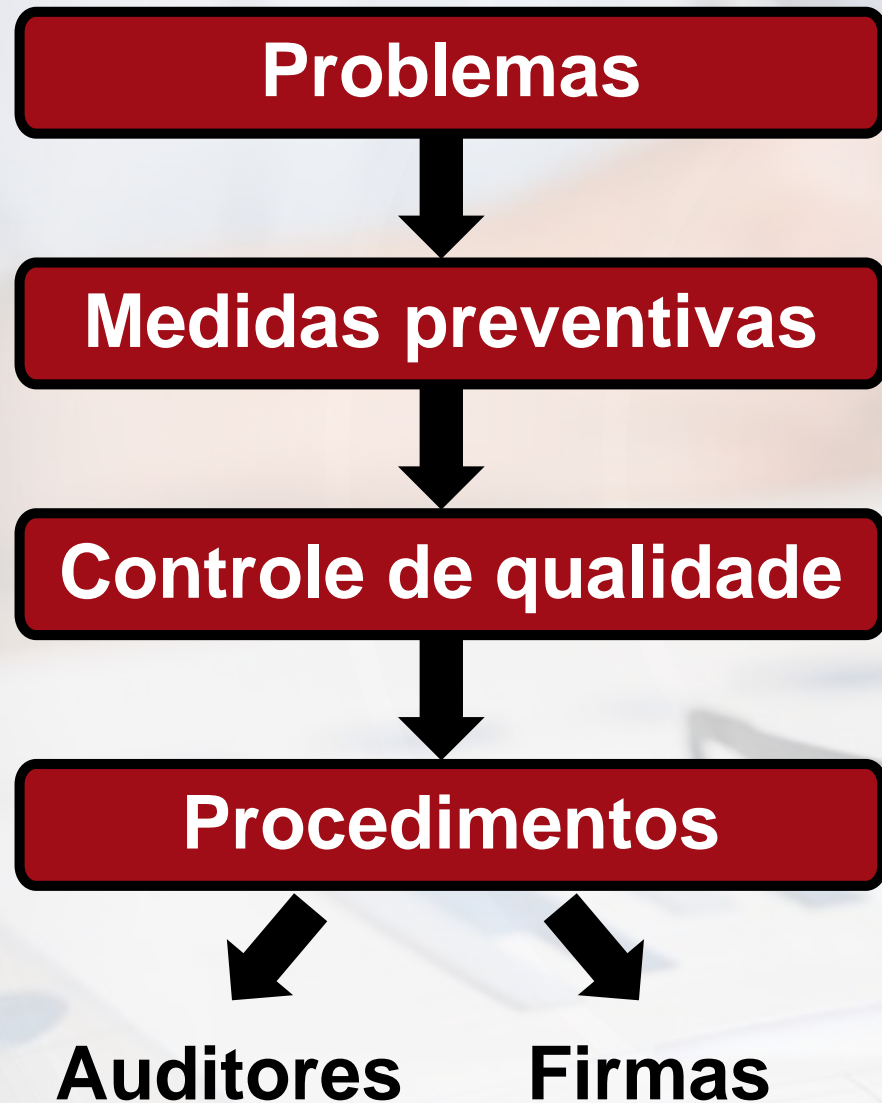 Problemas
Medidas preventivas
Controle de qualidade
Procedimentos
Auditores Firmas